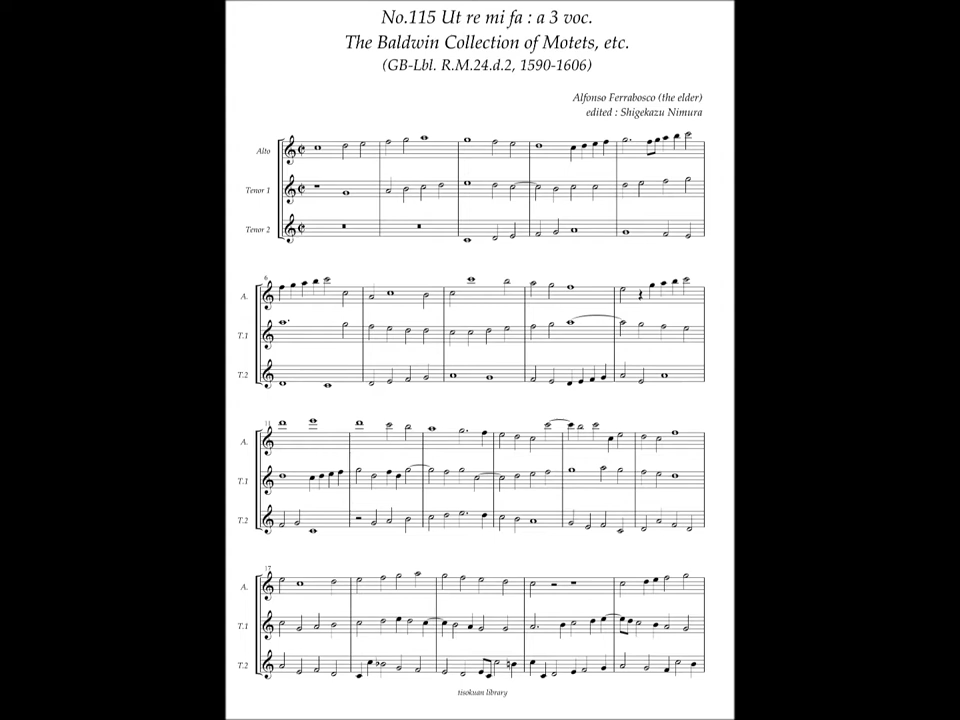 No.115 Ut re mi fa : a 3 voc.
The Baldwin Collection of Motets, etc.
(GB-Lbl. R.M.24.d.2, 1590-1606)
Alfonso Ferrabosco (the elder)
edited : Shigekazu Nimura
Alto
Tenor 1
Tenor 2
6
A.
T.1
T.2
11
A.
T.1
T.2
17
A.
T.1
T.2
tisokuan library